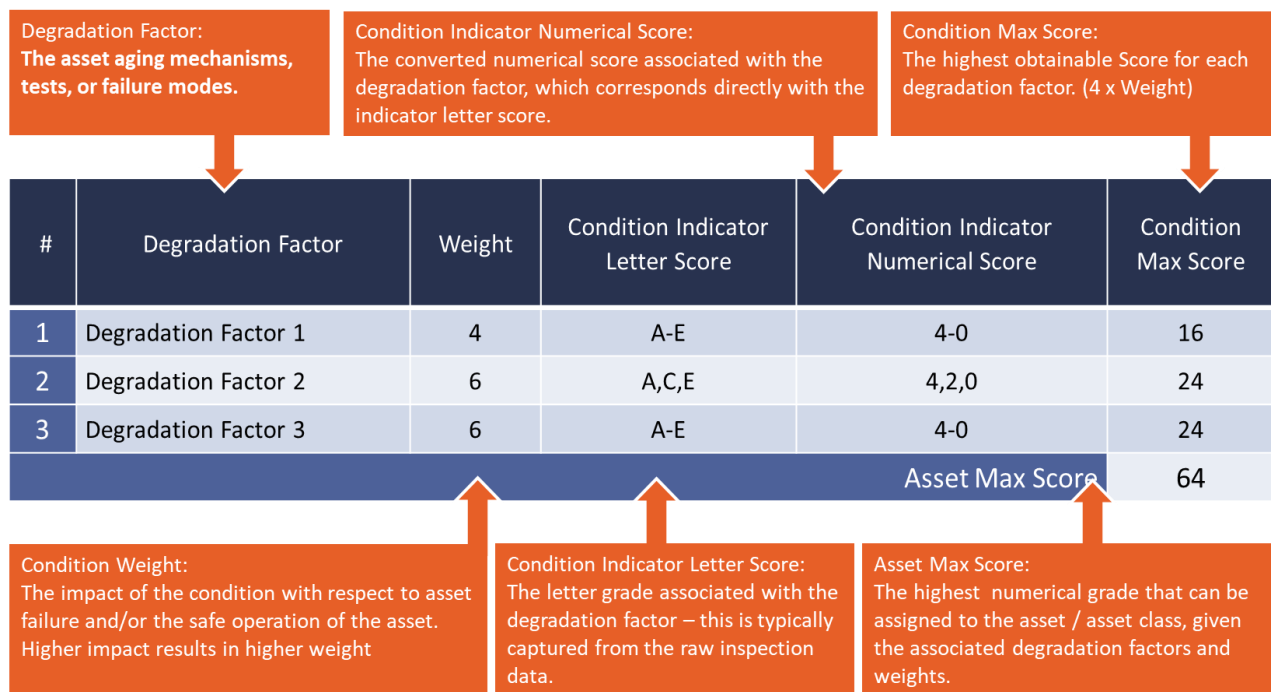 Degradation Factor:
The asset aging mechanisms,
tests, or failure modes.
Condition Indicator Numerical Score:
The converted numerical score associated with the
degradation factor, which corresponds directly with the
indicator letter score.
Condition Max Score:
The highest obtainable Score for each
degradation factor. (4 x Weight)
#
Degradation Factor
Weight
Condition Indicator
Letter Score
Condition Indicator
Numerical Score
Condition
Max Score
1 Degradation Factor 1 4 A-E 4-0 16
2 Degradation Factor 2 6 A,C,E 4,2,0 24
3 Degradation Factor 3 6 A-E 4-0 24
Asset Max Score 64
Condition Weight:
The impact of the condition with respect to asset
failure and/or the safe operation of the asset.
Higher impact results in higher weight
Condition Indicator Letter Score:
The letter grade associated with the
degradation factor – this is typically
captured from the raw inspection
data.
Asset Max Score:
The highest numerical grade that can be
assigned to the asset / asset class, given
the associated degradation factors and
weights.